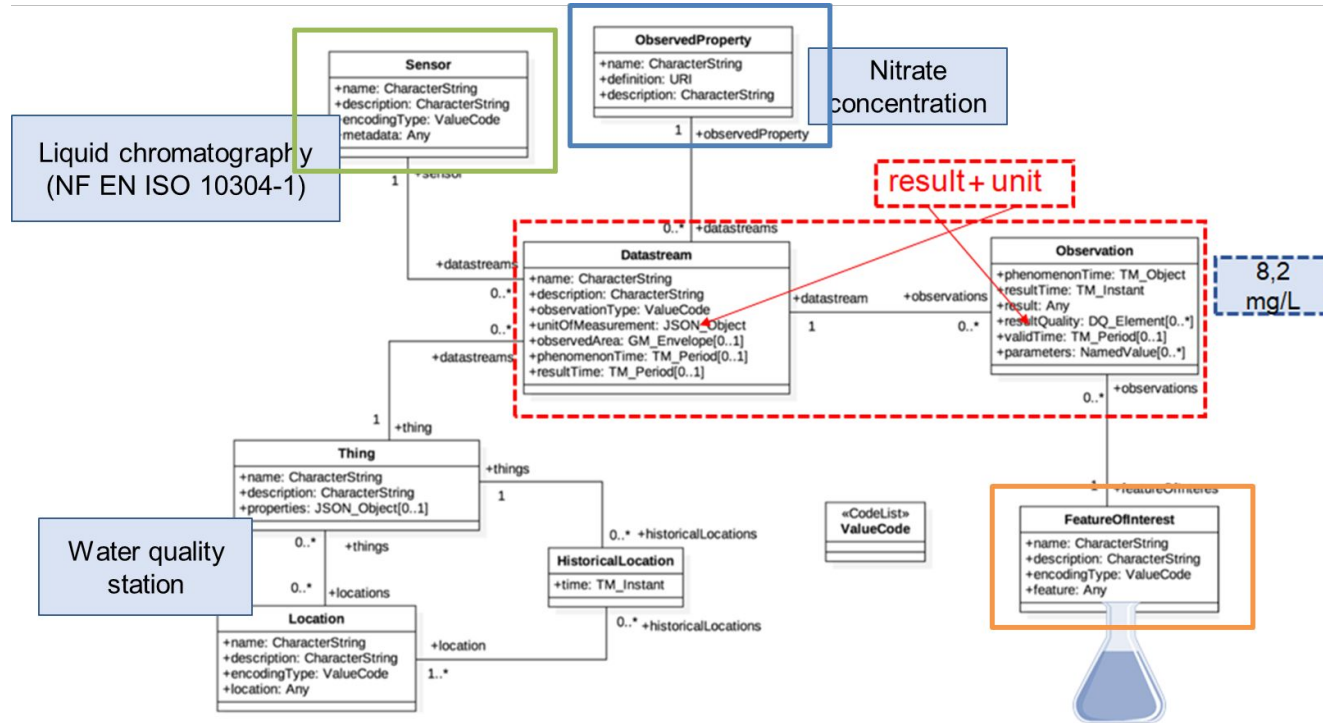 Sensor
+name: CharacterString
+description: CharacterString
+encodingType: ValueCode
+metadata: Any
ObservedProperty
+name: CharacterString
+definition: URI
+description: CharacterString
Nitrate
concentration
Liquid chromatography
(NF EN ISO 10304-1)
1
+sensor
1
+observedProperty
result+ unit
0..*
+datastreams
+datastreams
0..*
Datastream
+name: CharacterString
+description: CharacterString
+observationType: ValueCode
+unitOfMeasurement: JSON_Object
+observedArea: GM_Envelope[0..1]
+phenomenonTime: TM_Period[0..1]
+resultTime: TM_Period[0..1]
+datastream
1
+observations
0..*
Observation
+phenomenonTime: TM_Object
+resultTime: TM_Instant
+result: Any
+resultQuality: DQ_Element[0..*]
+validTime: TM_Period[0..1]
+parameters: NamedValue[0..*]
8,2
mg/L
0..*
+datastreams
1
+thing
+observations
0..*
Thing
+name: CharacterString
+description: CharacterString
+properties: JSON_Object[0..1]
+things
1
0..*
+historicalLocations
HistoricalLocation
+time: TM_Instant
0..*
+historicalLocations
«CodeList»
ValueCode
1
+featureOfInteres
FeatureOfInterest
+name: CharacterString
+description: CharacterString
+encodingType: ValueCode
+feature: Any
Water quality
station
0..*
+things
0..*
+locations
Location
+name: CharacterString
+description: CharacterString
+encodingType: ValueCode
+location: Any
+location
1..*